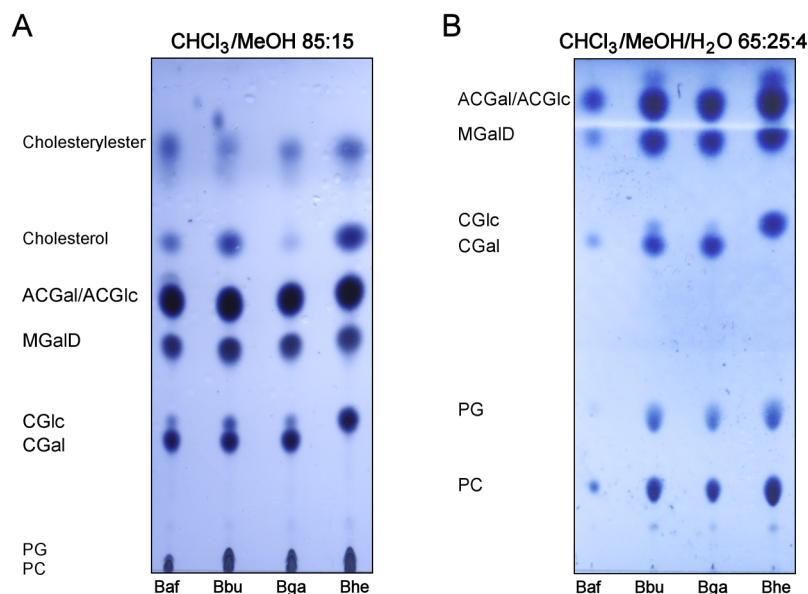 A
CHCl3/MeOH 85:15
Cholesterylester
Cholesterol
ACGal/ACGlc
MGalD
CGlc
CGal
PG
PC
Baf Bbu Bga Bhe
B
CHCl3/MeOH/H2O 65:25:4
ACGal/ACGlc
MGalD
CGlc
CGal
PG
PC
Baf Bbu Bga Bhe